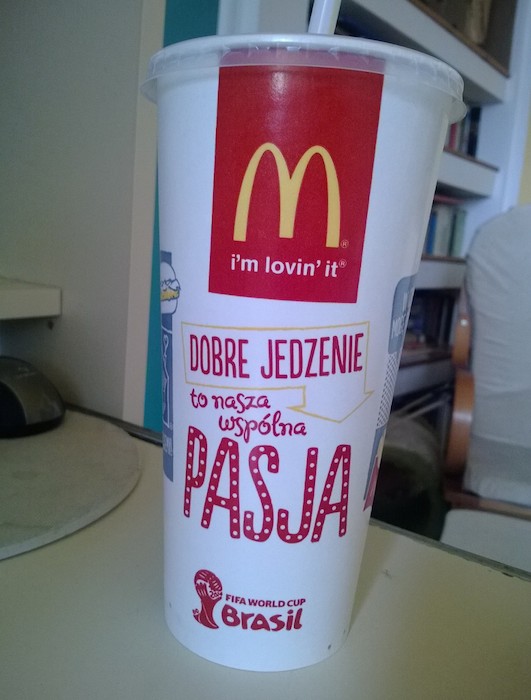 M
i'm lovin' it®
DOBRE JEDZENIE
to nasza
wspólna
PASJA
FIFA WORLD CUP
Brasil